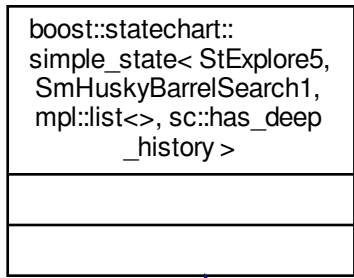 boost::statechart::
simple_state< StExplore5,
SmHuskyBarrelSearch1,
mpl::list<>, sc::has_deep
_history >